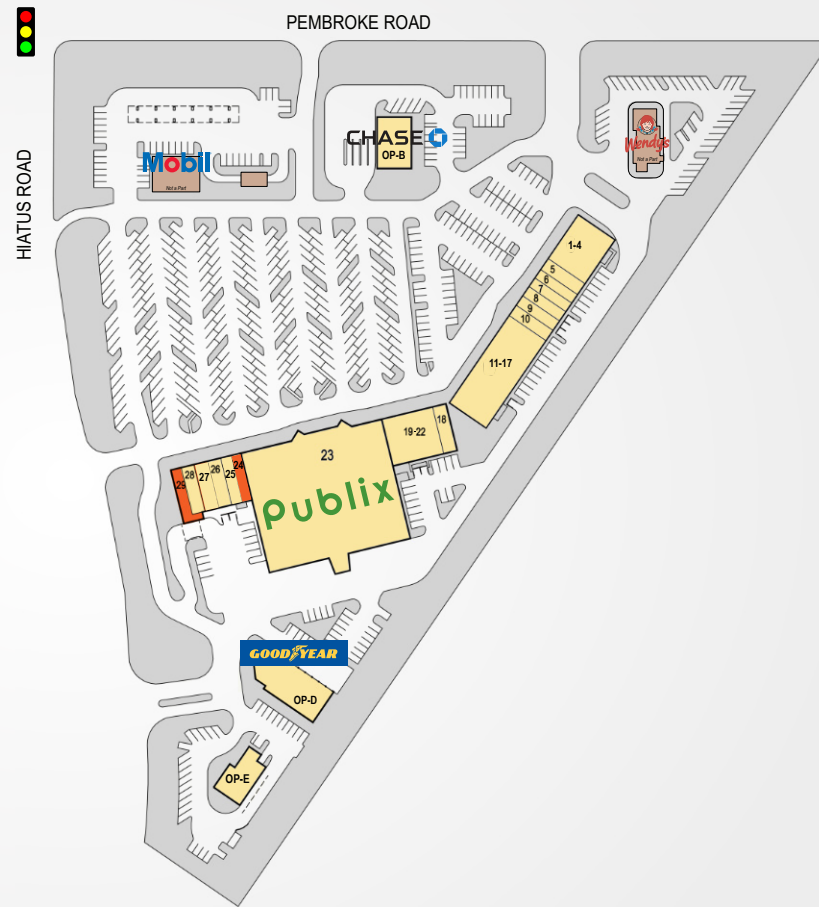 PEMBROKE ROAD
HIATUS ROAD
Mobil
Not a Part
CHASE
OP-B
Wendy's
Not a Part
1-4
5
6
7
8
9
10
11-17
18
19-22
23
Publix
24
25
26
27
28
29
GOODYEAR
OP-D
OP-E